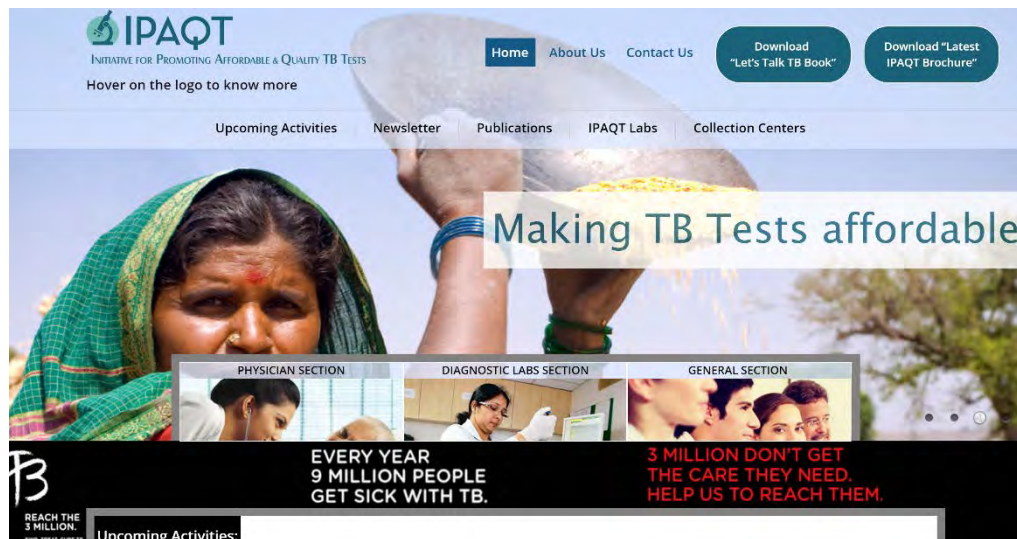 IPAQT
INITIATIVE FOR PROMOTING AFFORDABLE & QUALITY TB TESTS
Hover on the logo to know more
Home About Us Contact Us
Download
"Let's Talk TB Book"
Download "Latest
IPAQT Brochure"
Upcoming Activities Newsletter Publications IPAQT Labs Collection Centers
Making TB Tests affordable
PHYSICIAN SECTION DIAGNOSTIC LABS SECTION GENERAL SECTION
TB
REACH THE
3 MILLION.
EVERY YEAR
9 MILLION PEOPLE
GET SICK WITH TB.
3 MILLION DON'T GET
THE CARE THEY NEED.
HELP US TO REACH THEM.
Upcoming Activities: